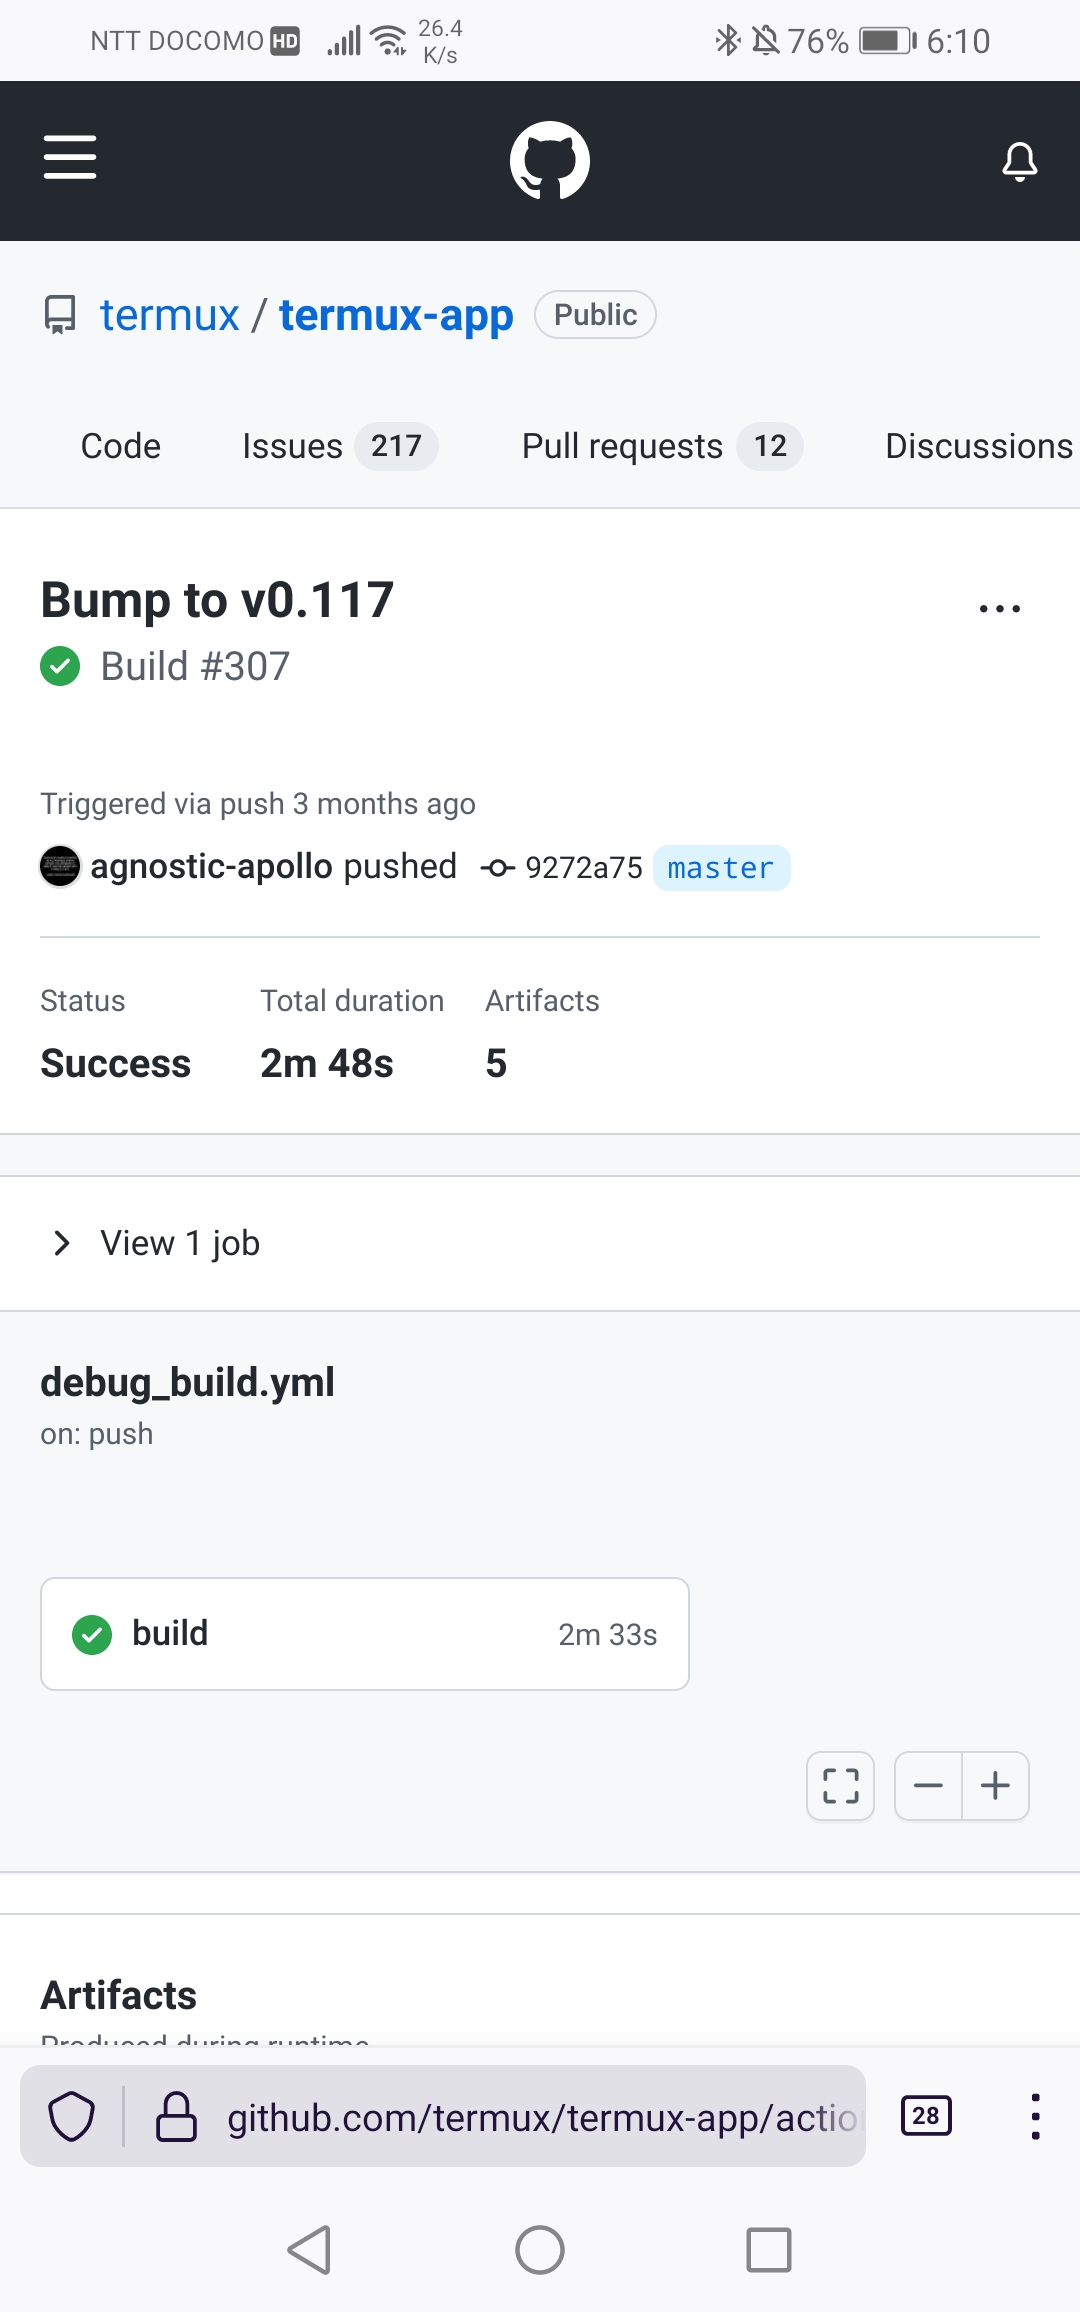 NTT DOCOMO HD 26.4 K/s 76% 6:10
termux / termux-app Public
Code Issues 217 Pull requests 12 Discussions
Bump to v0.117
Build #307
Triggered via push 3 months ago
agnostic-apollo pushed 9272a75 master
Status Total duration Artifacts
Success 2m 48s 5
View 1 job
debug_build.yml
on: push
build 2m 33s
Artifacts
Produced during runtime
github.com/termux/termux-app/actio 28